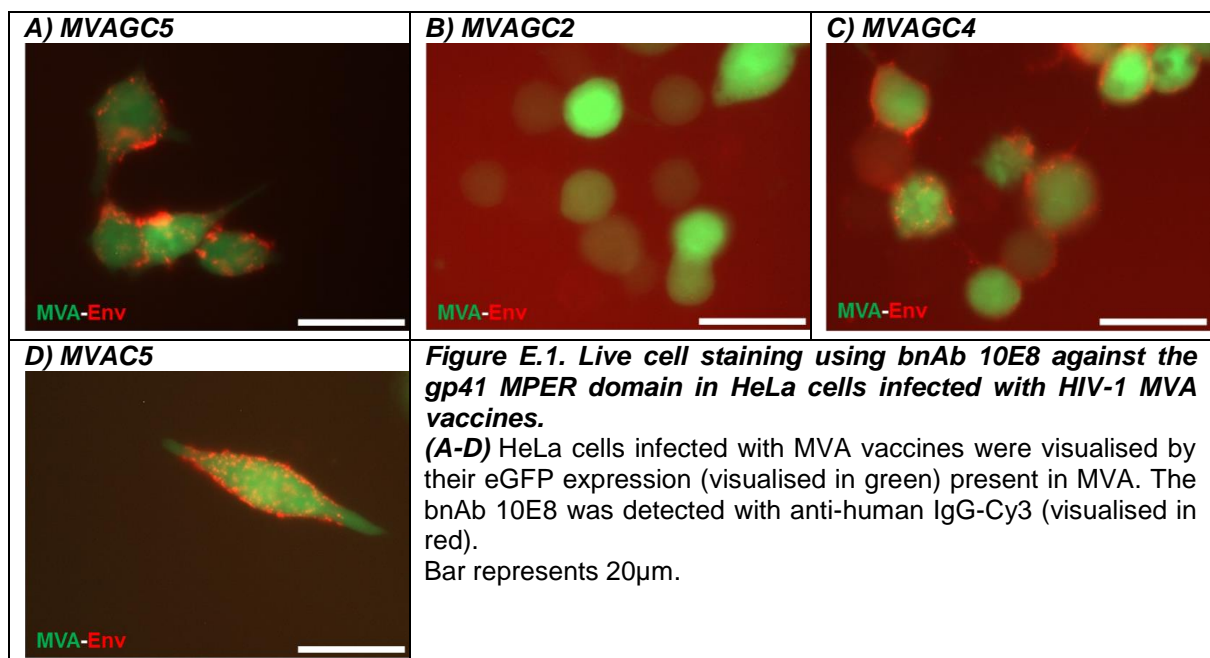 A) MVAGC5
B) MVAGC2
C) MVAGC4
MVA-Env
MVA-Env
MVA-Env
D) MVAC5
MVA-Env
Figure E.1. Live cell staining using bnAb 10E8 against the
gp41 MPER domain in HeLa cells infected with HIV-1 MVA
vaccines.
(A-D) HeLa cells infected with MVA vaccines were visualised by
their eGFP expression (visualised in green) present in MVA. The
bnAb 10E8 was detected with anti-human IgG-Cy3 (visualised in
red).
Bar represents 20µm.